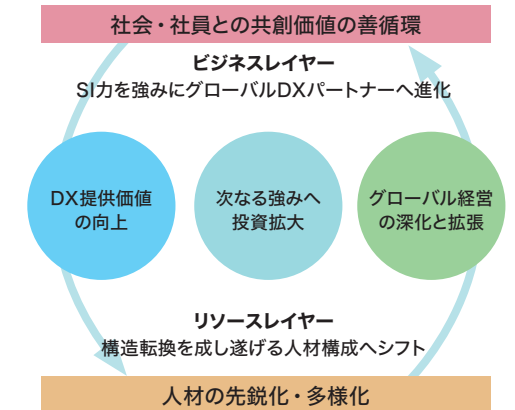 社会・社員との共創価値の善循環
ビジネスレイヤー
SI力を強みにグローバルDXパートナーへ進化
DX提供価値
の向上
次なる強みへ
投資拡大
グローバル経営
の深化と拡張
リソースレイヤー
構造転換を成し遂げる人材構成へシフト
人材の先鋭化・多様化